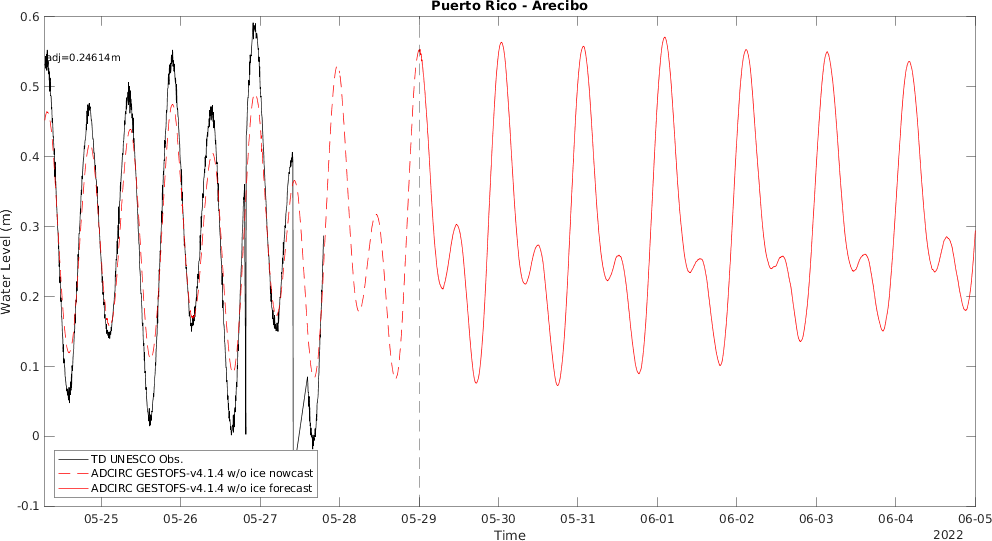 Puerto Rico - Arecibo
0.6
adj=0.24614m
0.5
0.4
0.3
0.2
0.1
0
-0.1
Water Level (m)
TD UNESCO Obs.
ADCIRC GESTOFS-v4.1.4 w/o ice nowcast
ADCIRC GESTOFS-v4.1.4 w/o ice forecast
05-25 05-26 05-27 05-28 05-29 05-30 05-31 06-01 06-02 06-03 06-04 06-05
Time
2022